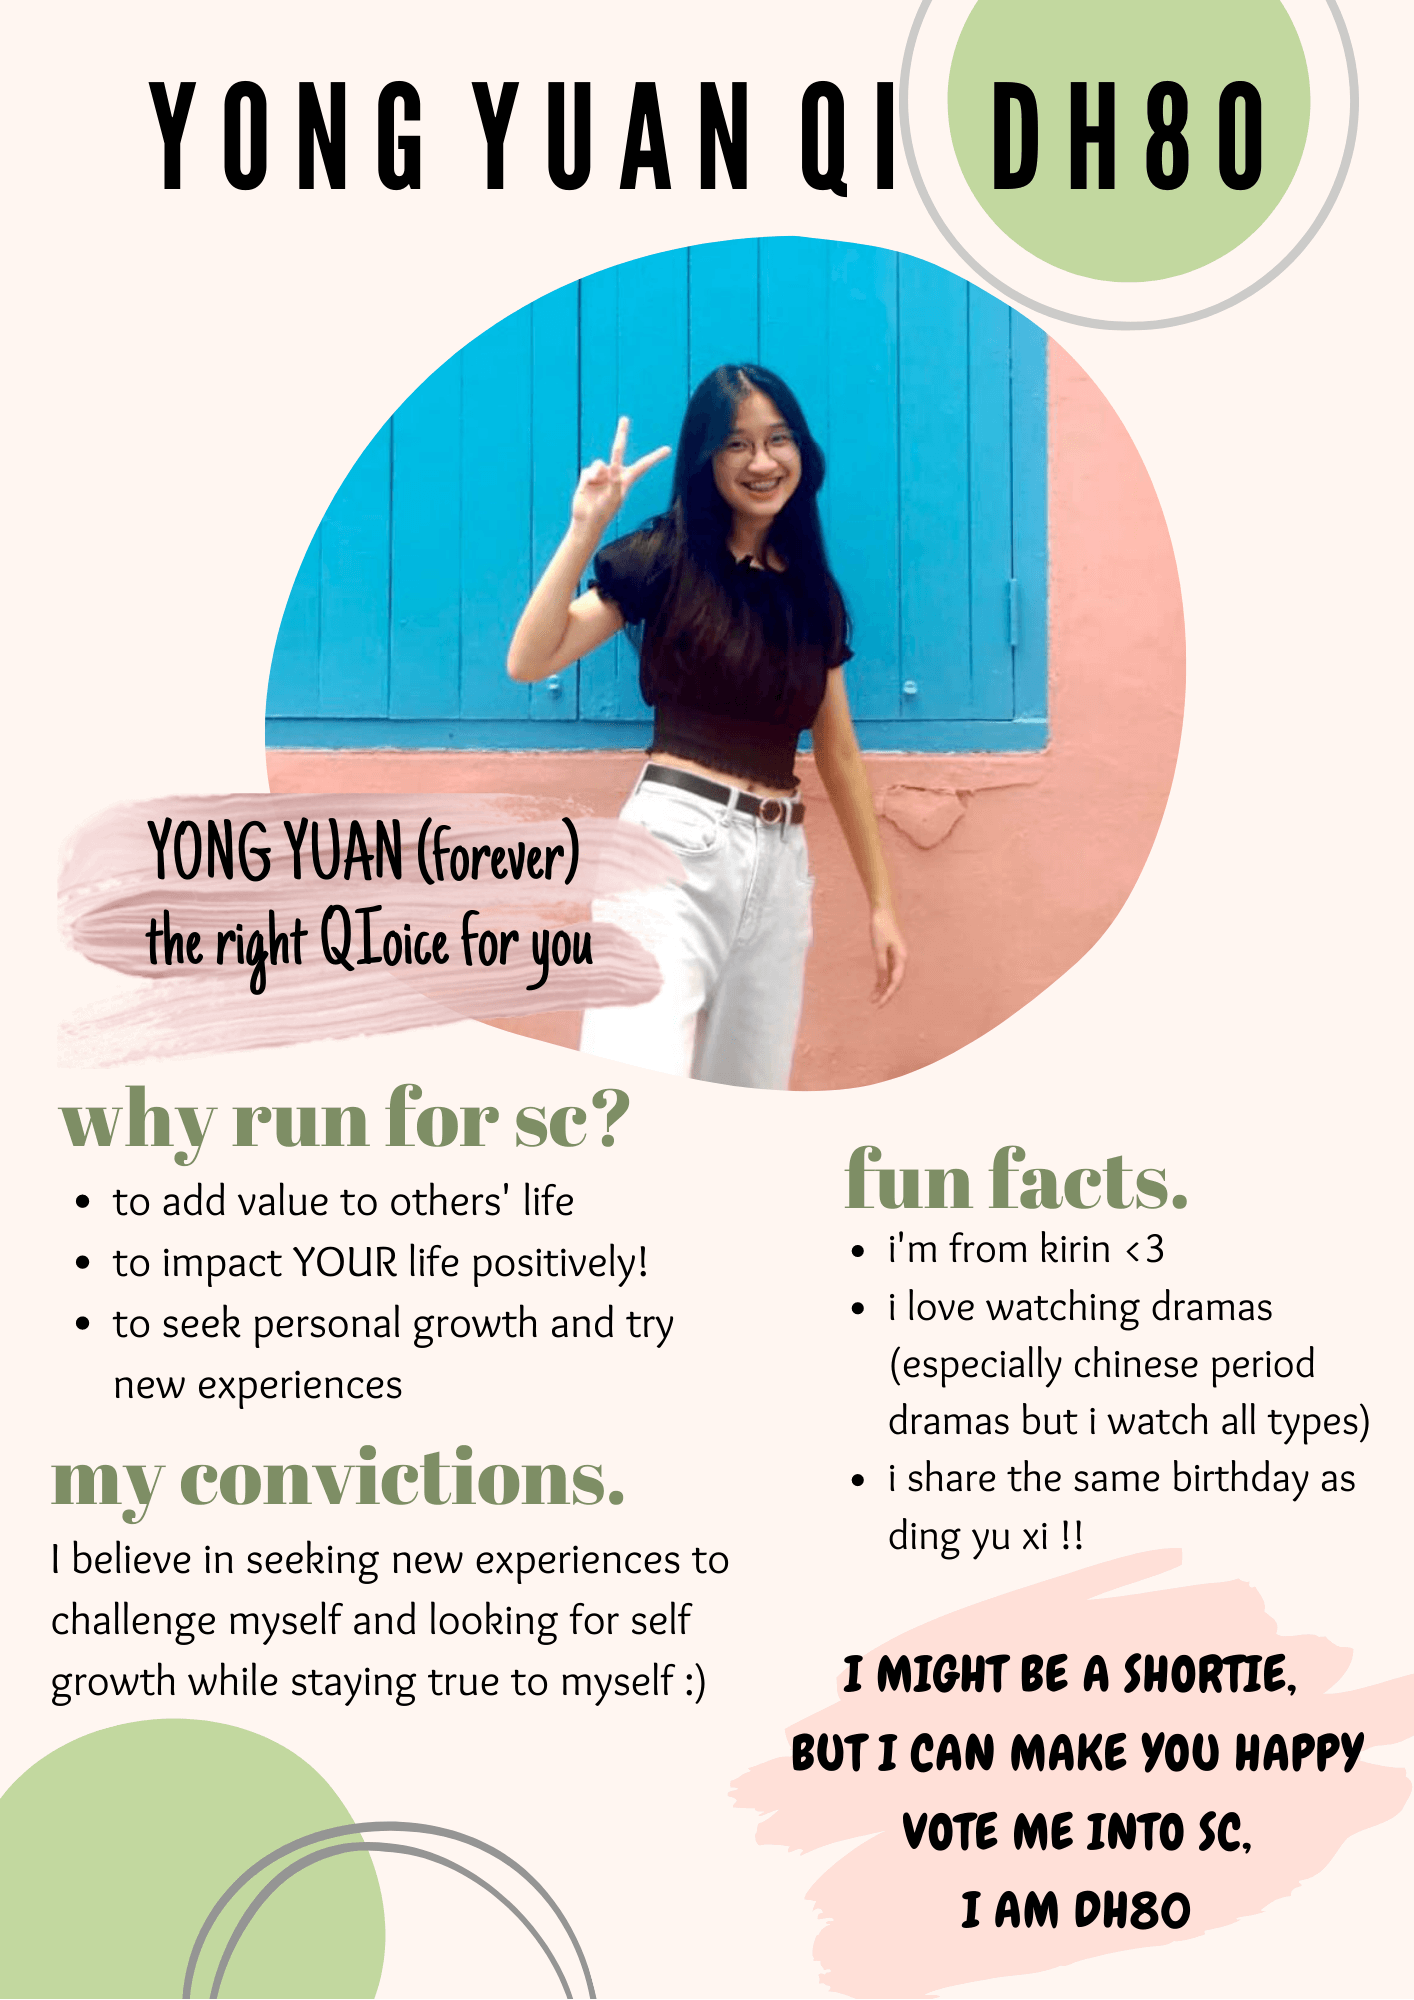 YONG YUAN QI DH80
YONG YUAN (forever)
the right QIoice for you
why run for sc?
• to add value to others' life
• to impact YOUR life positively!
• to seek personal growth and try
new experiences
my convictions.
I believe in seeking new experiences to
challenge myself and looking for self
growth while staying true to myself :)
fun facts.
• i'm from kirin <3
• i love watching dramas
(especially chinese period
dramas but i watch all types)
• i share the same birthday as
ding yu xi !!
I MIGHT BE A SHORTIE,
BUT I CAN MAKE YOU HAPPY
VOTE ME INTO SC,
I AM DH80